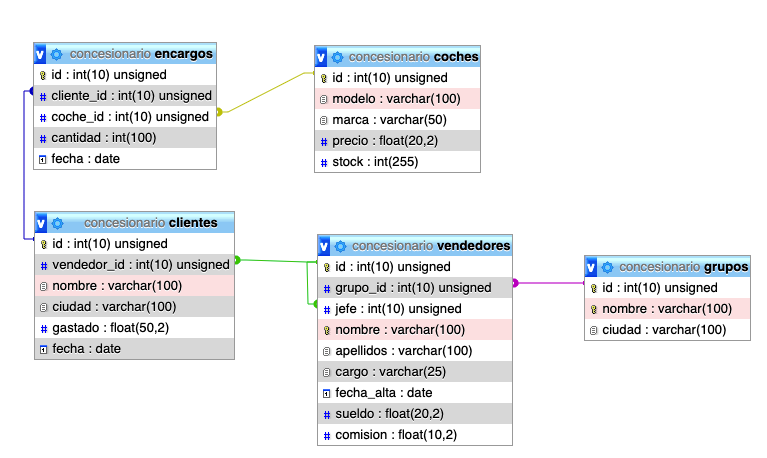 concesionario encargos
id : int(10) unsigned
cliente_id : int(10) unsigned
coche_id : int(10) unsigned
cantidad : int(100)
fecha : date
concesionario coches
id : int(10) unsigned
modelo : varchar(100)
marca : varchar(50)
precio : float(20,2)
stock : int(255)
concesionario clientes
id : int(10) unsigned
vendedor_id : int(10) unsigned
nombre : varchar(100)
ciudad : varchar(100)
gastado : float(50,2)
fecha : date
concesionario vendedores
id : int(10) unsigned
grupo_id : int(10) unsigned
jefe : int(10) unsigned
nombre : varchar(100)
apellidos : varchar(100)
cargo : varchar(25)
fecha_alta : date
sueldo : float(20,2)
comision : float(10,2)
concesionario grupos
id : int(10) unsigned
nombre : varchar(100)
ciudad : varchar(100)